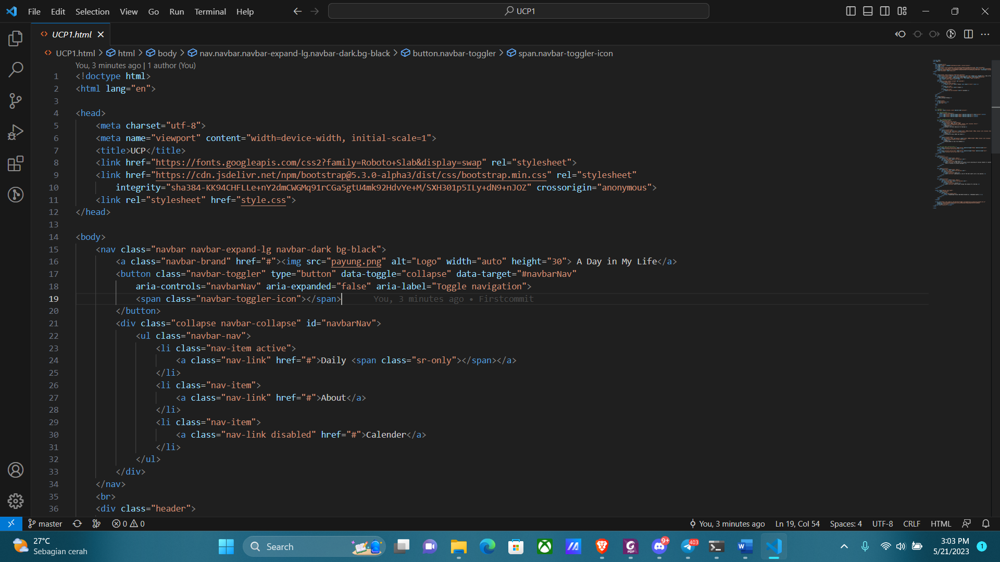 File Edit Selection View Go Run Terminal Help UCP1
UCP1.html
UCP1.html > html > body > nav.navbar.navbar-expand-lg.navbar-dark.bg-black > button.navbar-toggler > span.navbar-toggler-icon
You, 3 minutes ago | 1 author (You)
1 <!doctype html>
2 <html lang="en">
3
4 <head>
5 <meta charset="utf-8">
6 <meta name="viewport" content="width=device-width, initial-scale=1">
7 <title>UCP</title>
8 <link href="https://fonts.googleapis.com/css2?family=Roboto+Slab&display=swap" rel="stylesheet">
9 <link href="https://cdn.jsdelivr.net/npm/bootstrap@5.3.0-alpha3/dist/css/bootstrap.min.css" rel="stylesheet"
10 integrity="sha384-KK94CHFLLe+nY2dmCWGMq91rCGa5gtU4mk92HdvYe+M/SXH301p5ILy+dN9+nJOZ" crossorigin="anonymous">
11 <link rel="stylesheet" href="style.css">
12 </head>
13
14 <body>
15 <nav class="navbar navbar-expand-lg navbar-dark bg-black">
16 <a class="navbar-brand" href="#"><img src="payung.png" alt="Logo" width="auto" height="30"> A Day in My Life</a>
17 <button class="navbar-toggler" type="button" data-toggle="collapse" data-target="#navbarNav"
18 aria-controls="navbarNav" aria-expanded="false" aria-label="Toggle navigation">
19 <span class="navbar-toggler-icon"></span> You, 3 minutes ago • Firstcommit
20 </button>
21 <div class="collapse navbar-collapse" id="navbarNav">
22 <ul class="navbar-nav">
23 <li class="nav-item active">
24 <a class="nav-link" href="#">Daily <span class="sr-only"></span></a>
25 </li>
26 <li class="nav-item">
27 <a class="nav-link" href="#">About</a>
28 </li>
29 <li class="nav-item">
30 <a class="nav-link disabled" href="#">Calender</a>
31 </li>
32 </ul>
33 </div>
34 </nav>
35 <br>
36 <div class="header">
master 0 0 You, 3 minutes ago Ln 19, Col 54 Spaces: 4 UTF-8 CRLF HTML
27°C
Sebagian cerah
Search
9+
403
PDF
3:03 PM
5/21/2023
1